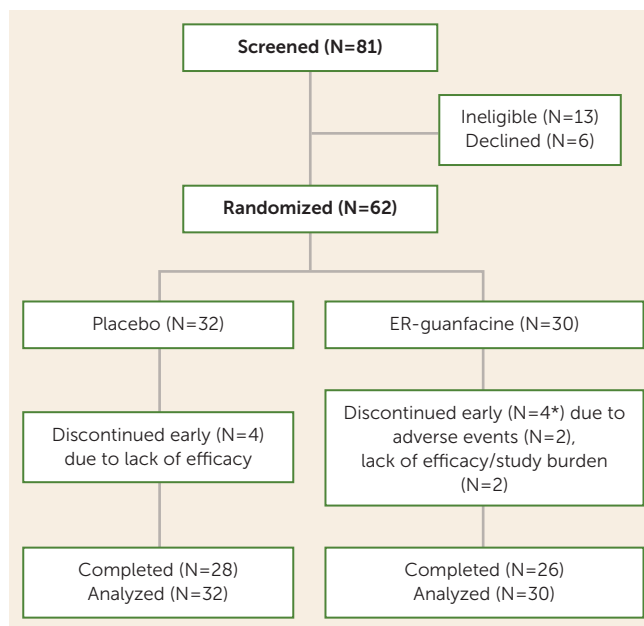 Screened (N=81)
Ineligible (N=13)
Declined (N=6)
Randomized (N=62)
Placebo (N=32)
ER-guanfacine (N=30)
Discontinued early (N=4)
due to lack of efficacy
Discontinued early (N=4*) due to
adverse events (N=2),
lack of efficacy/study burden
(N=2)
Completed (N=28)
Analyzed (N=32)
Completed (N=26)
Analyzed (N=30)